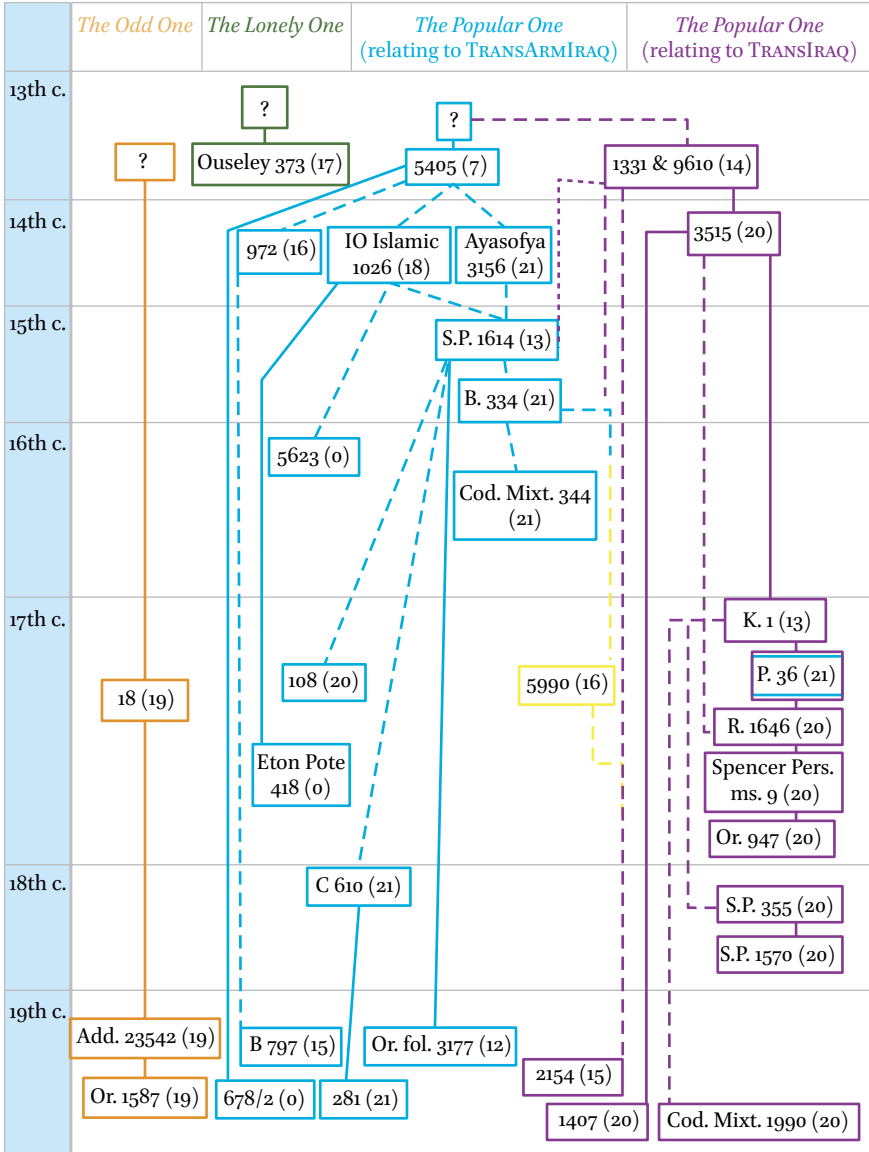 The Odd One
The Lonely One
The Popular One
(relating to TransArmIraq)
The Popular One
(relating to TransIraq)
13th c.
?
?
?
Ouseley 373 (17)
5405 (7)
1331 & 9610 (14)
14th c.
972 (16)
IO Islamic
1026 (18)
Ayasofya
3156 (21)
3515 (20)
15th c.
S.P. 1614 (13)
B. 334 (21)
16th c.
5623 (0)
Cod. Mixt. 344
(21)
17th c.
K. 1 (13)
P. 36 (21)
108 (20)
5990 (16)
18 (19)
R. 1646 (20)
Eton Pote
418 (0)
Spencer Pers.
ms. 9 (20)
Or. 947 (20)
18th c.
C 610 (21)
S.P. 355 (20)
S.P. 1570 (20)
19th c.
Add. 23542 (19)
B 797 (15)
Or. fol. 3177 (12)
2154 (15)
Or. 1587 (19)
678/2 (0)
281 (21)
1407 (20)
Cod. Mixt. 1990 (20)